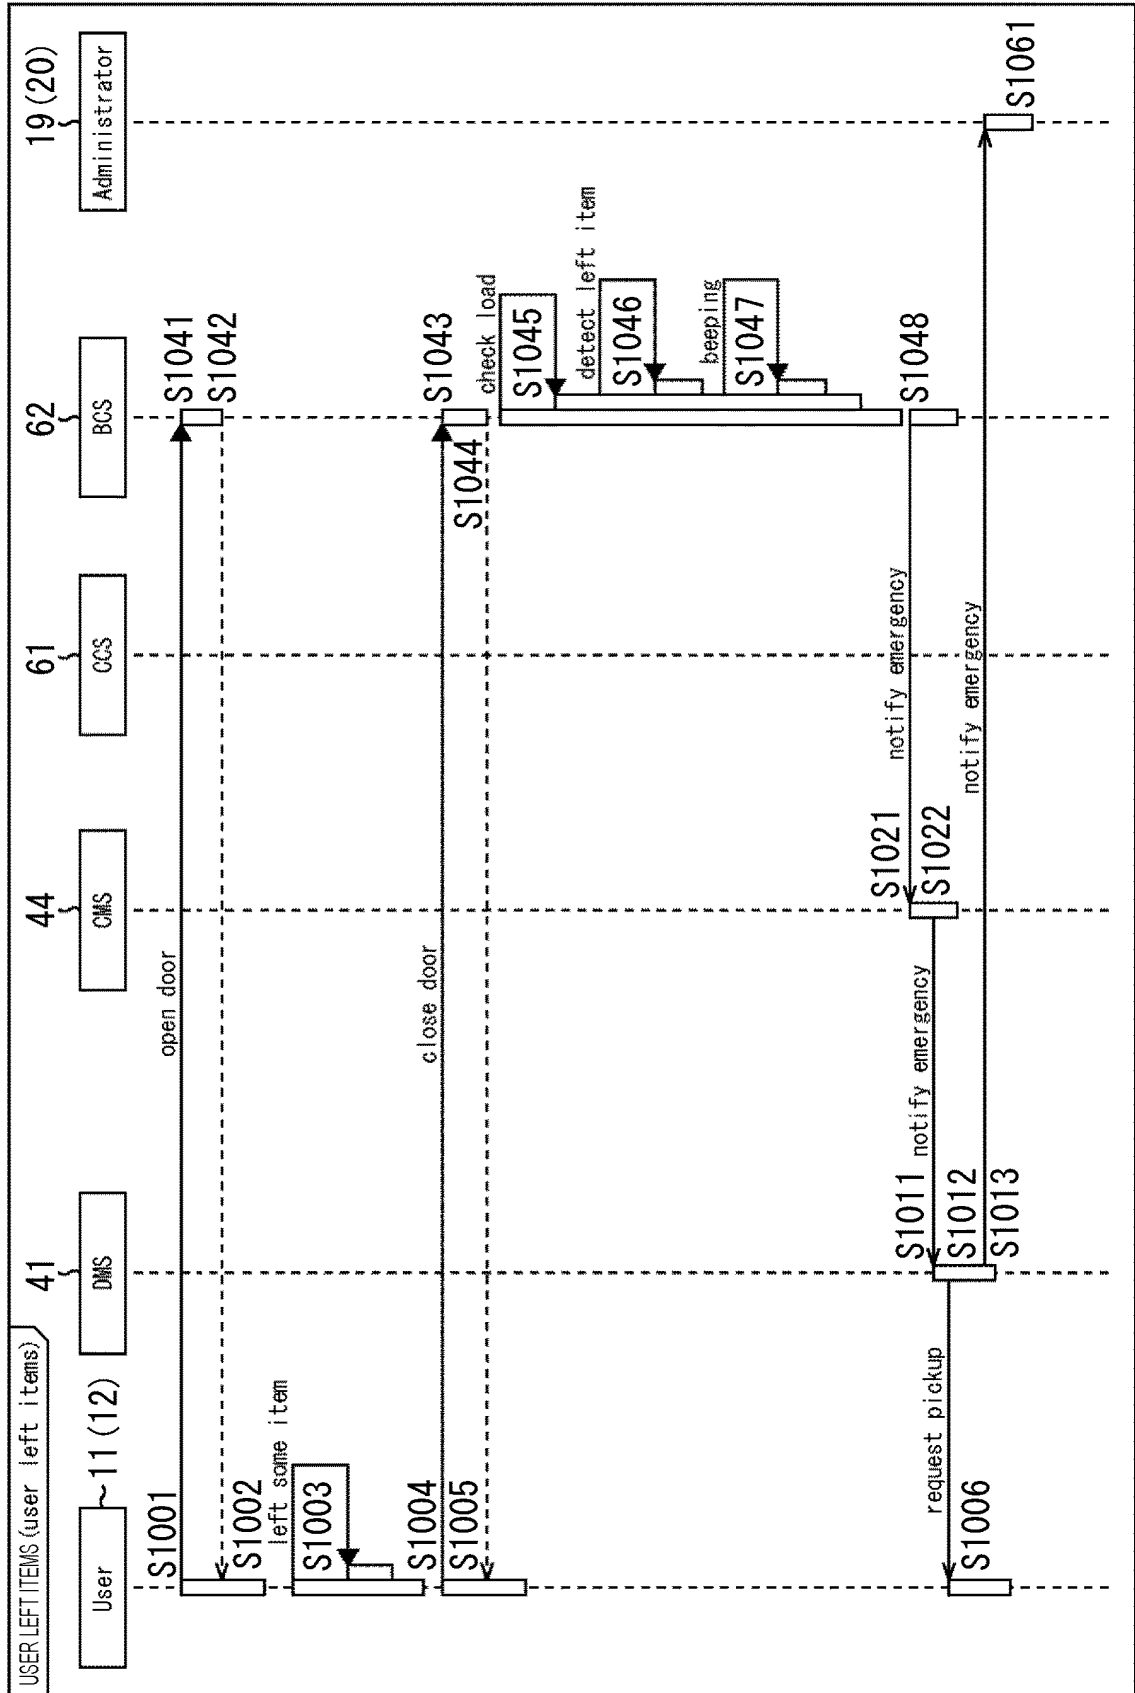 USER LEFT ITEMS (user left items)
User
~11(12)
41
DMS
44
CMS
61
CCS
62
BCS
19(20)
Administrator
S1001
open door
S1041
S1002
S1042
left some item
S1003
S1004
close door
S1043
S1005
S1044
check load
S1045
detect left item
S1046
beeping
S1047
S1021
notify emergency
S1048
S1011
notify emergency
S1022
request pickup
S1012
S1006
S1013
notify emergency
S1061